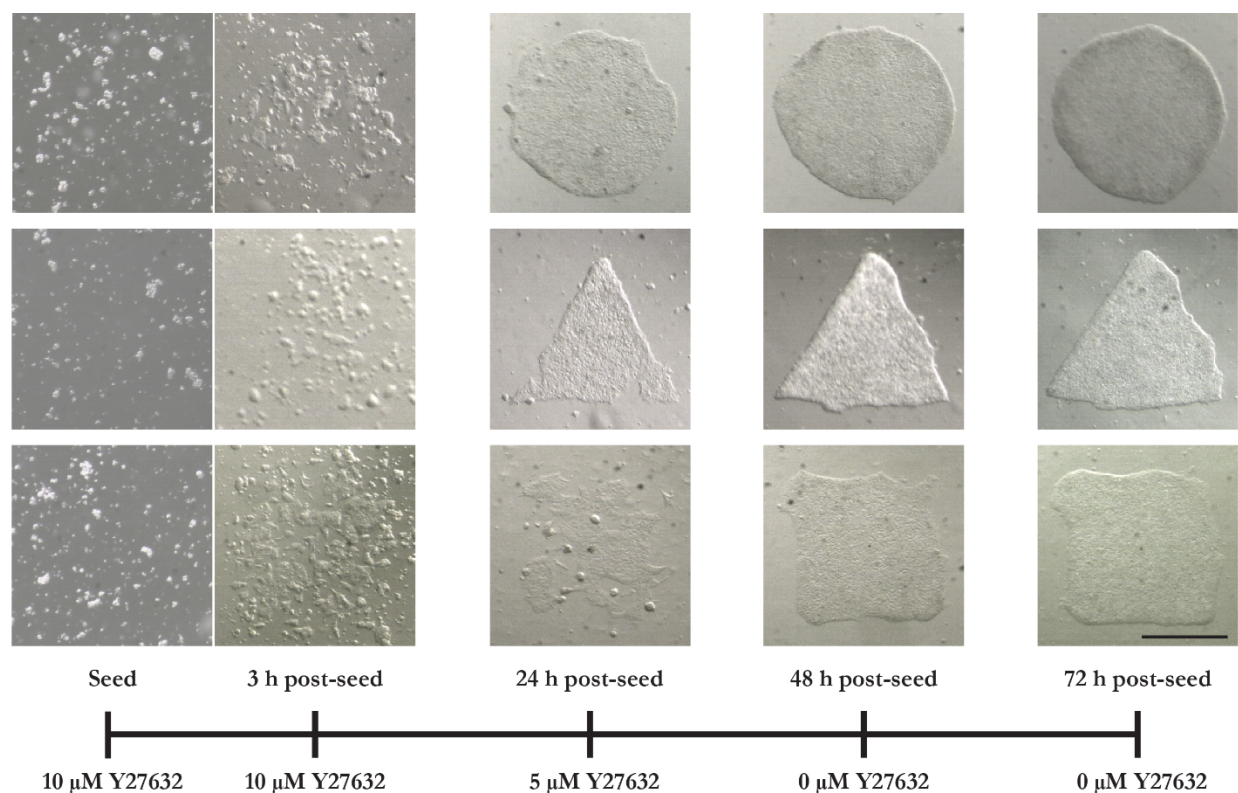 Seed
3 h post-seed
24 h post-seed
48 h post-seed
72 h post-seed
10 µM Y27632
10 µM Y27632
5 µM Y27632
0 µM Y27632
0 µM Y27632